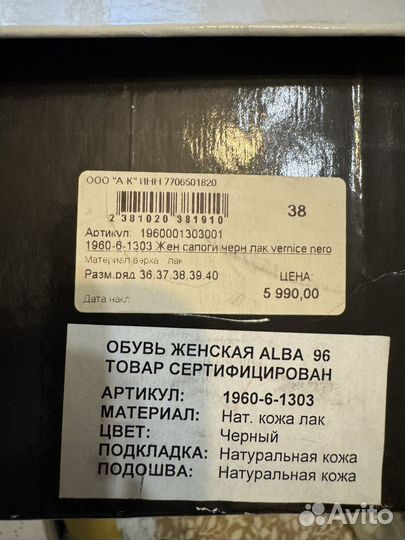 ООО "А-К" ИНН 7706501820
2 381020 381910
38
Артикул: 1960001303001
1960-6-1303 Жен сапоги черн лак vernice nero
Материал верха лак
Разм.ряд 36,37,38,39,40
ЦЕНА:
5 990,00
Дата накл
ОБУВЬ ЖЕНСКАЯ ALBA 96
ТОВАР СЕРТИФИЦИРОВАН
АРТИКУЛ: 1960-6-1303
МАТЕРИАЛ: Нат. кожа лак
ЦВЕТ: Черный
ПОДКЛАДКА: Натуральная кожа
ПОДОШВА: Натуральная кожа
Avito